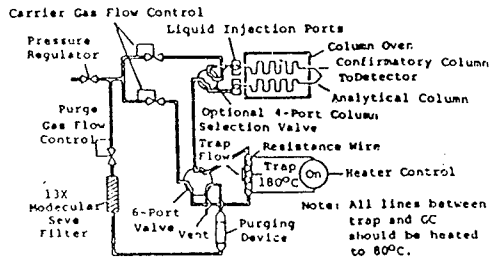 Carrier Gas Flow Control
Liquid Injection Ports
Pressure
Regulator
Column Oven
Confirmatory Column
ToDetector
Analytical Column
Optional 4-Port Column
Selection Valve
Purge
Gas Flow
Control
Trap
Flow
Resistance Wire
Trap
180°C
On
Heater Control
13X
Modecular
Seve
Filter
6-Port
Valve
Vent
Purging
Device
Note: All lines between
trap and GC
should be heated
to 80°C.